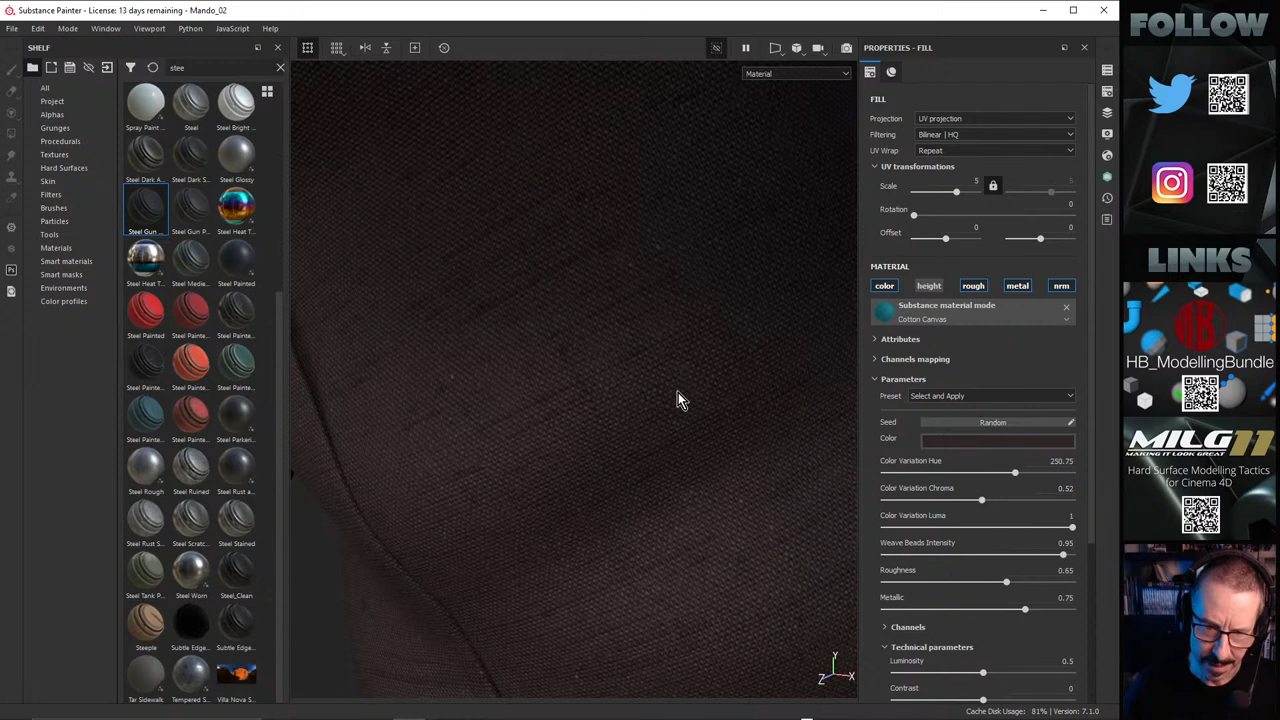 Substance Painter - License: 13 days remaining - Mando_02
File Edit Mode Window Viewport Python JavaScript Help
SHELF
stee
All
Project
Alphas
Grunges
Procedurals
Textures
Hard Surfaces
Skin
Filters
Brushes
Particles
Tools
Materials
Smart materials
Smart masks
Environments
Color profiles
Spray Paint ... Steel Steel Bright ...
Steel Dark A... Steel Dark S... Steel Glossy
Steel Gun ... Steel Gun P... Steel Heat T...
Steel Heat T... Steel Medie... Steel Painted
Steel Painted Steel Painte... Steel Painte...
Steel Painte... Steel Painte... Steel Painte...
Steel Painte... Steel Painte... Steel Parkeri...
Steel Rough Steel Ruined Steel Rust a...
Steel Rust S... Steel Scratc... Steel Stained
Steel Tank P... Steel Worn Steel_Clean
Steeple Subtle Edge... Subtle Edge...
Tar Sidewalk Tempered S... Villa Nova S...
Material
Y
Z X
PROPERTIES - FILL
FILL
Projection UV projection
Filtering Bilinear | HQ
UV Wrap Repeat
UV transformations
Scale 5 5
Rotation 0
Offset 0 0
MATERIAL
color height rough metal nrm
Substance material mode
Cotton Canvas
Attributes
Channels mapping
Parameters
Preset Select and Apply
Seed Random
Color
Color Variation Hue 250.75
Color Variation Chroma 0.52
Color Variation Luma 1
Weave Beads Intensity 0.95
Roughness 0.65
Metallic 0.75
Channels
Technical parameters
Luminosity 0.5
Contrast 0
Cache Disk Usage: 81% | Version: 7.1.0
Ps
FOLLOW
LINKS
HB
HB_ModellingBundle
MILG11
MAKING IT LOOK GREAT
Hard Surface Modelling Tactics
for Cinema 4D